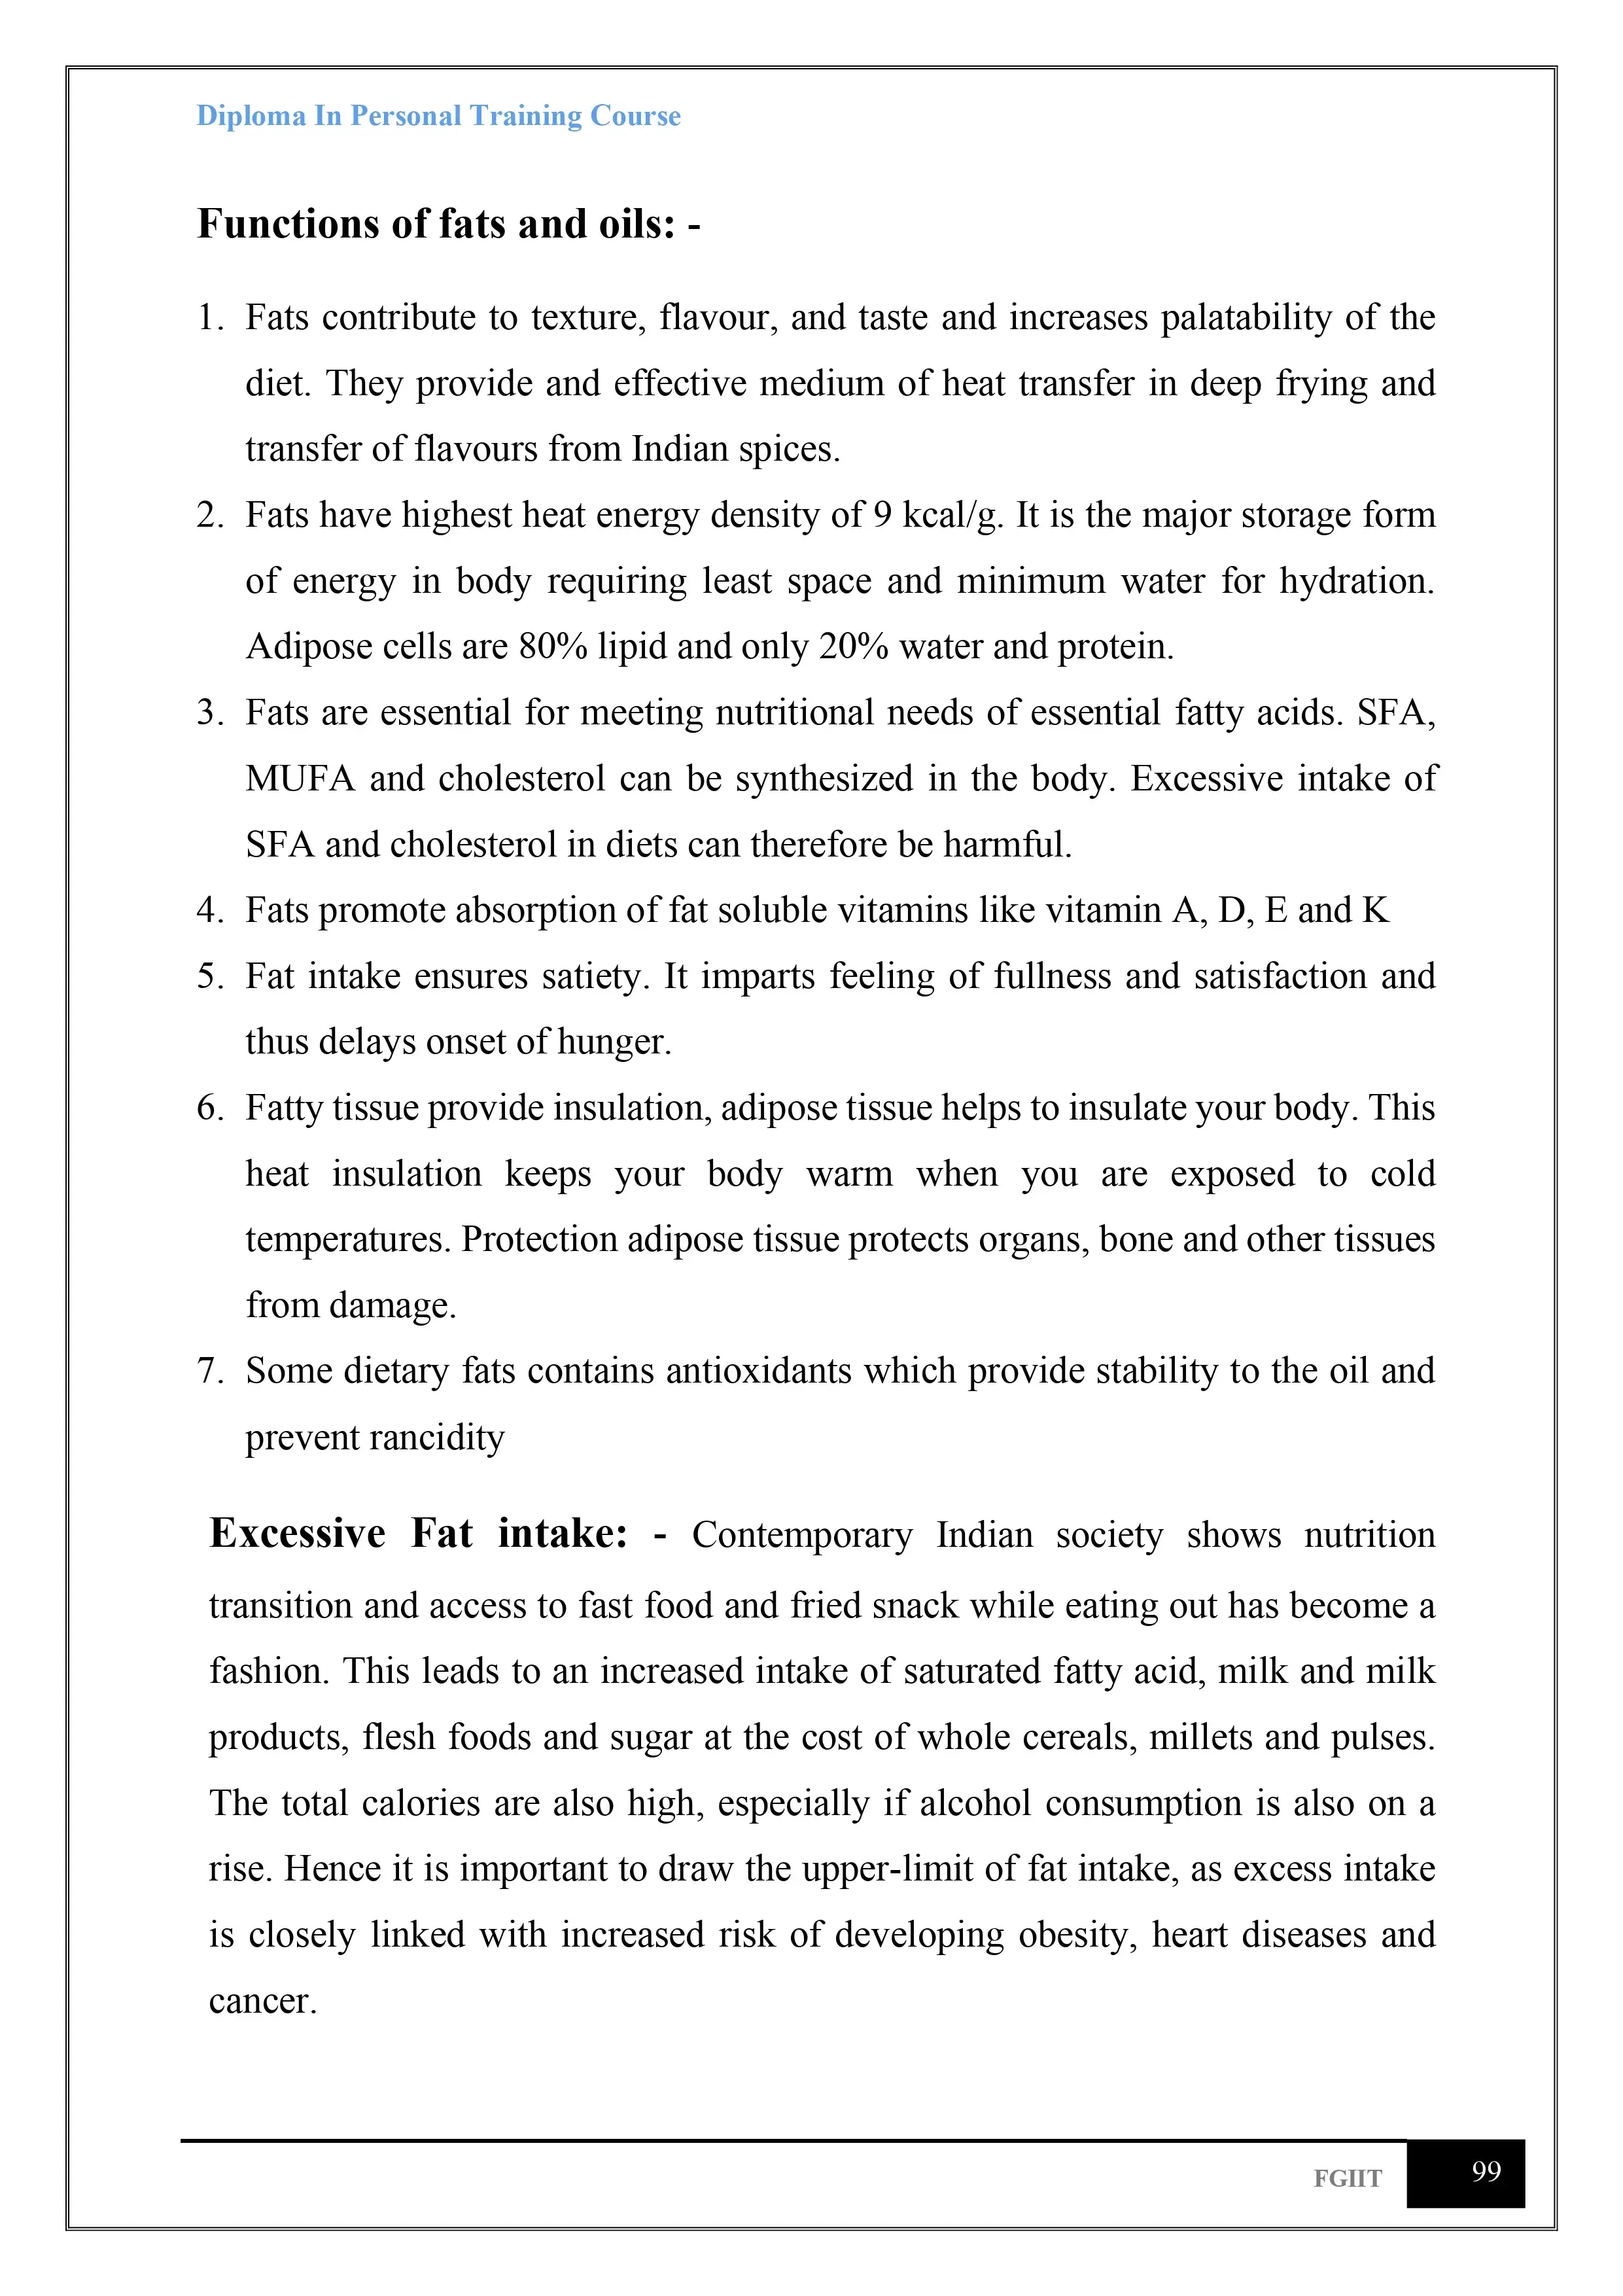 Diploma In Personal Training Course
Functions of fats and oils: -
1. Fats contribute to texture, flavour, and taste and increases palatability of the
diet. They provide and effective medium of heat transfer in deep frying and
transfer of flavours from Indian spices.
2. Fats have highest heat energy density of 9 kcal/g. It is the major storage form
of energy in body requiring least space and minimum water for hydration.
Adipose cells are 80% lipid and only 20% water and protein.
3. Fats are essential for meeting nutritional needs of essential fatty acids. SFA,
MUFA and cholesterol can be synthesized in the body. Excessive intake of
SFA and cholesterol in diets can therefore be harmful.
4. Fats promote absorption of fat soluble vitamins like vitamin A, D, E and K
5. Fat intake ensures satiety. It imparts feeling of fullness and satisfaction and
thus delays onset of hunger.
6. Fatty tissue provide insulation, adipose tissue helps to insulate your body. This
heat insulation keeps your body warm when you are exposed to cold
temperatures. Protection adipose tissue protects organs, bone and other tissues
from damage.
7. Some dietary fats contains antioxidants which provide stability to the oil and
prevent rancidity
Excessive Fat intake: - Contemporary Indian society shows nutrition
transition and access to fast food and fried snack while eating out has become a
fashion. This leads to an increased intake of saturated fatty acid, milk and milk
products, flesh foods and sugar at the cost of whole cereals, millets and pulses.
The total calories are also high, especially if alcohol consumption is also on a
rise. Hence it is important to draw the upper-limit of fat intake, as excess intake
is closely linked with increased risk of developing obesity, heart diseases and
cancer.
FGIIT 99